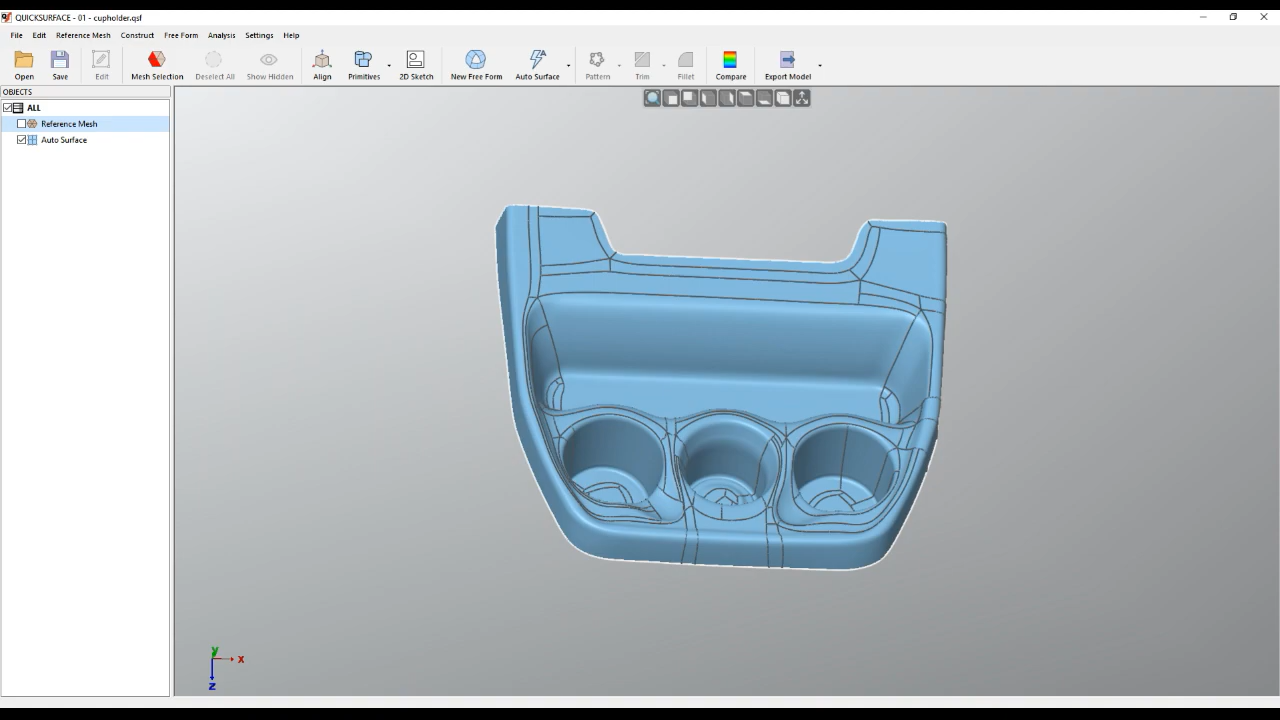 QUICKSURFACE - 01 - cupholder.qsf
File Edit Reference Mesh Construct Free Form Analysis Settings Help
Open Save Edit Mesh Selection Deselect All Show Hidden Align Primitives 2D Sketch New Free Form Auto Surface Pattern Trim Fillet Compare Export Model
OBJECTS
ALL
Reference Mesh
Auto Surface
y
x
z